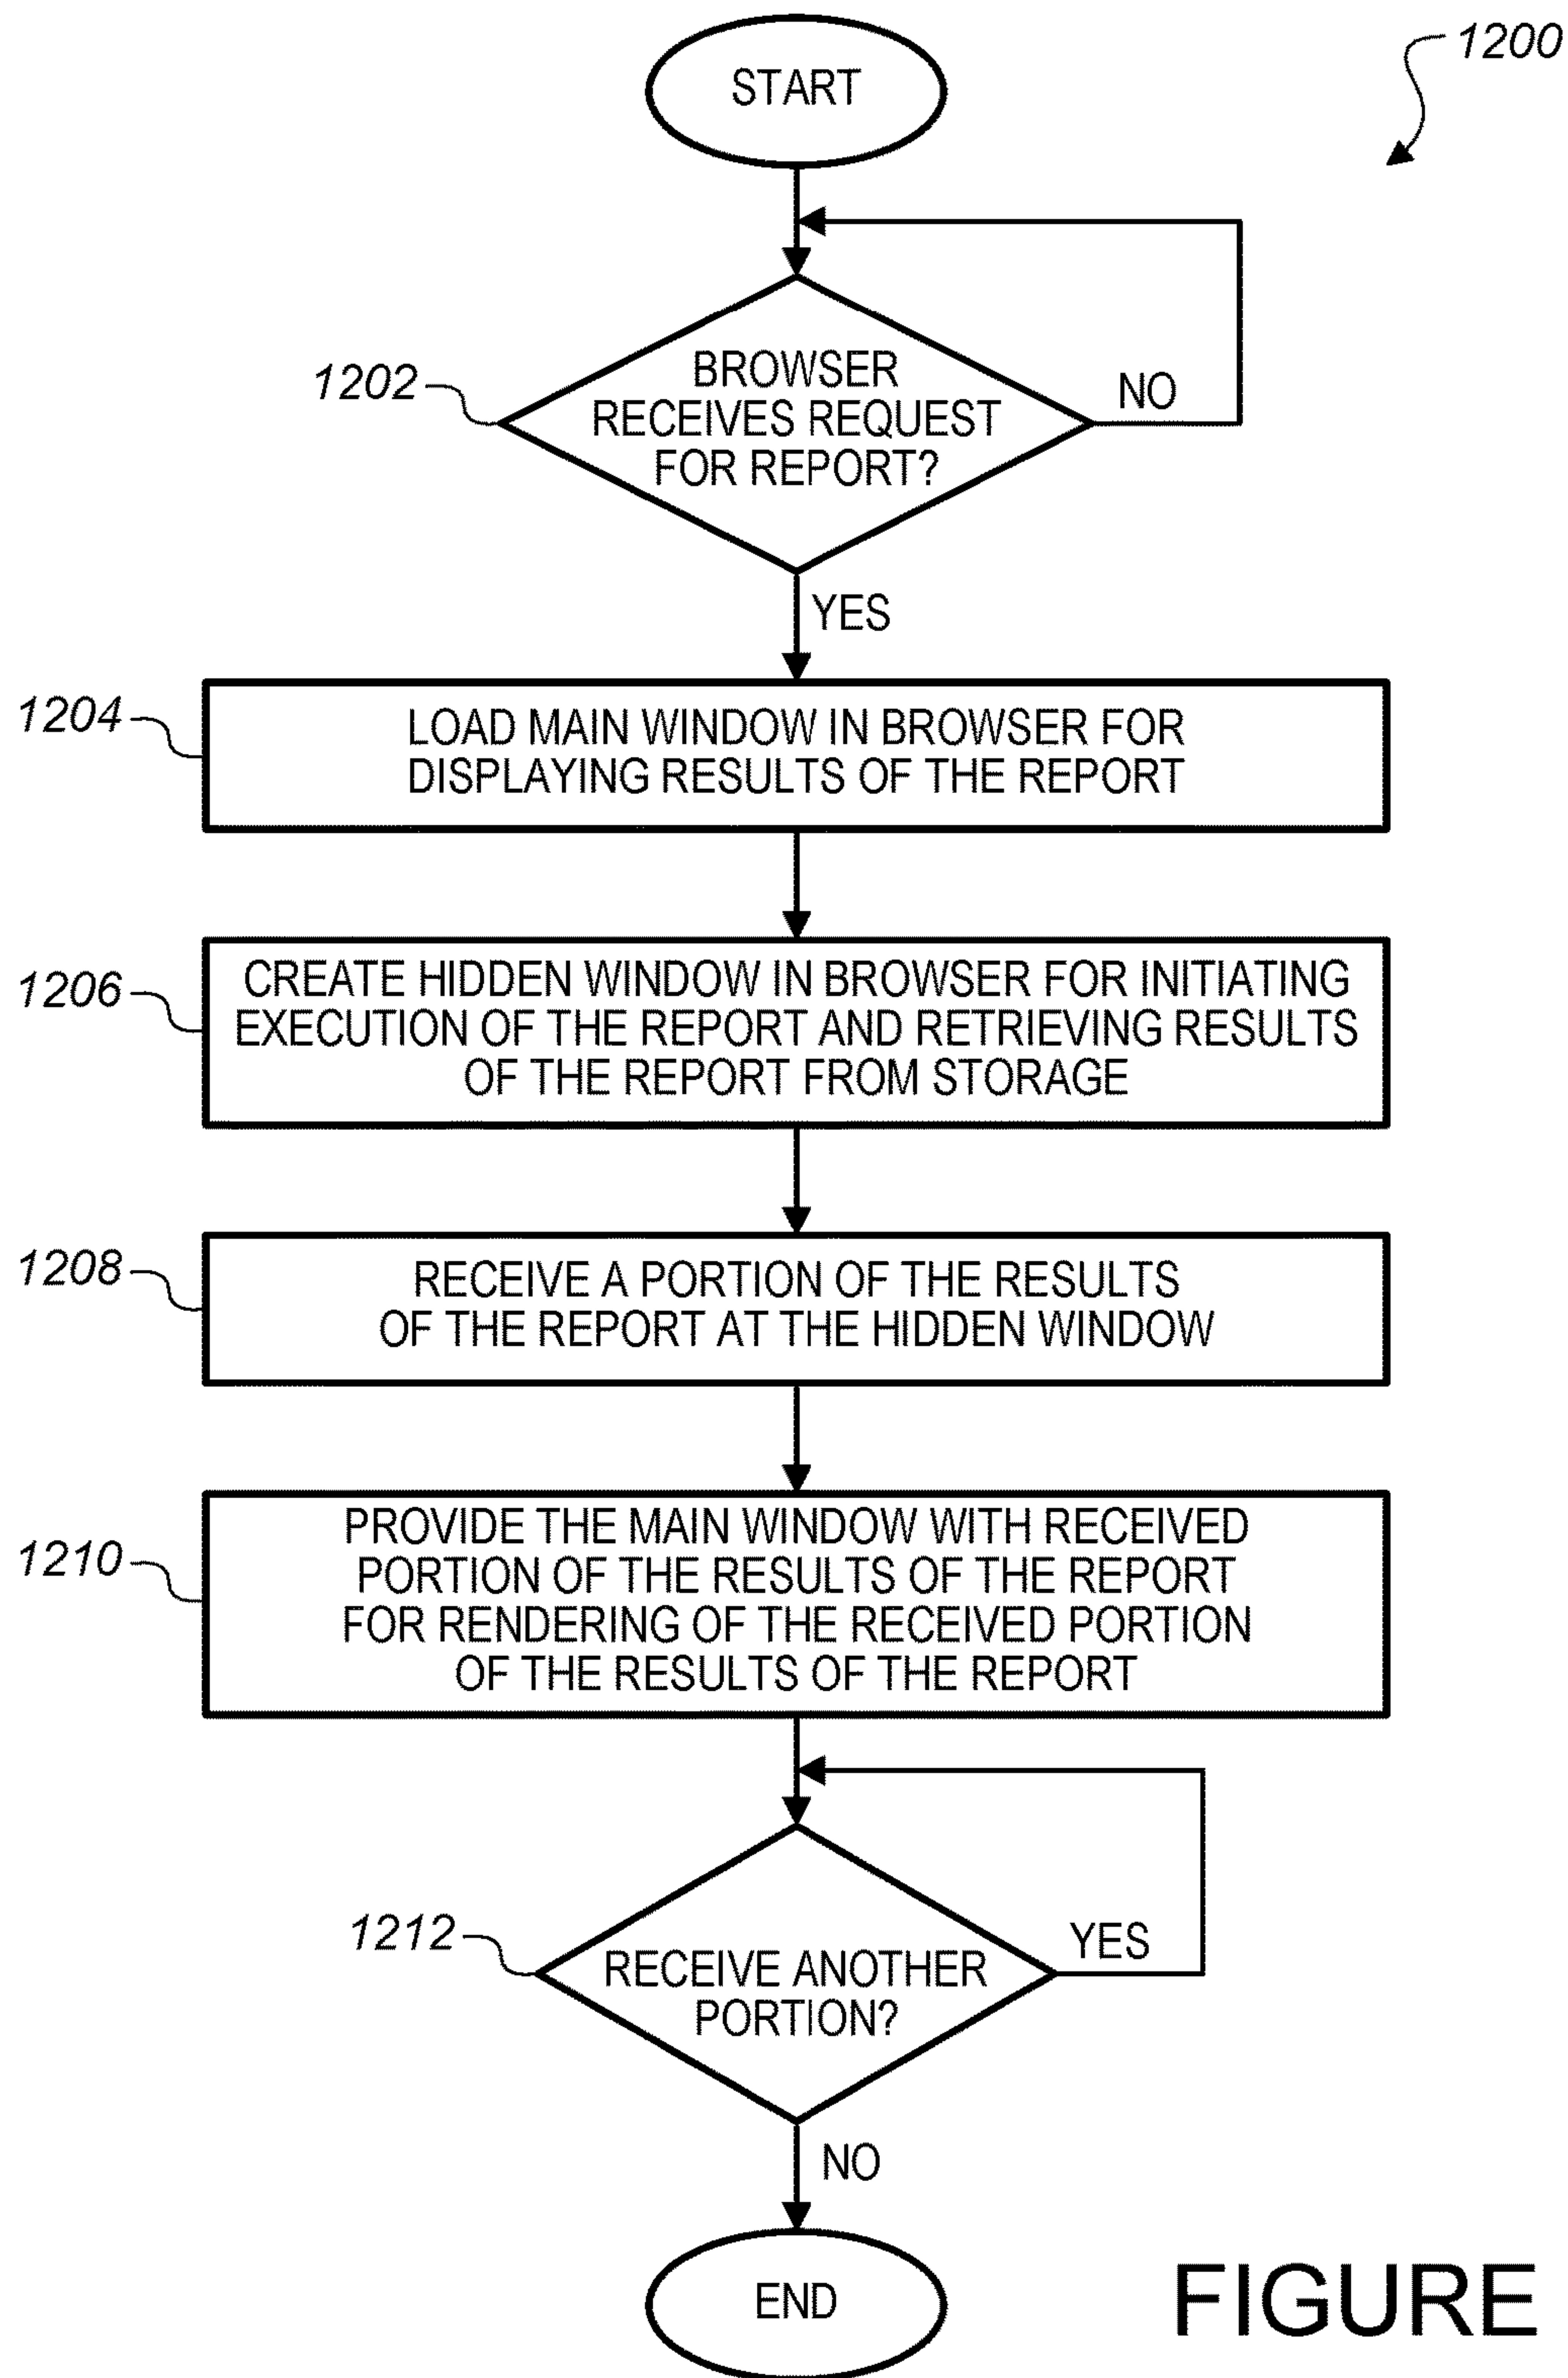 1200
START
1202
BROWSER
RECEIVES REQUEST
FOR REPORT?
NO
YES
1204
LOAD MAIN WINDOW IN BROWSER FOR
DISPLAYING RESULTS OF THE REPORT
1206
CREATE HIDDEN WINDOW IN BROWSER FOR INITIATING
EXECUTION OF THE REPORT AND RETRIEVING RESULTS
OF THE REPORT FROM STORAGE
1208
RECEIVE A PORTION OF THE RESULTS
OF THE REPORT AT THE HIDDEN WINDOW
1210
PROVIDE THE MAIN WINDOW WITH RECEIVED
PORTION OF THE RESULTS OF THE REPORT
FOR RENDERING OF THE RECEIVED PORTION
OF THE RESULTS OF THE REPORT
1212
RECEIVE ANOTHER
PORTION?
YES
NO
END
FIGURE